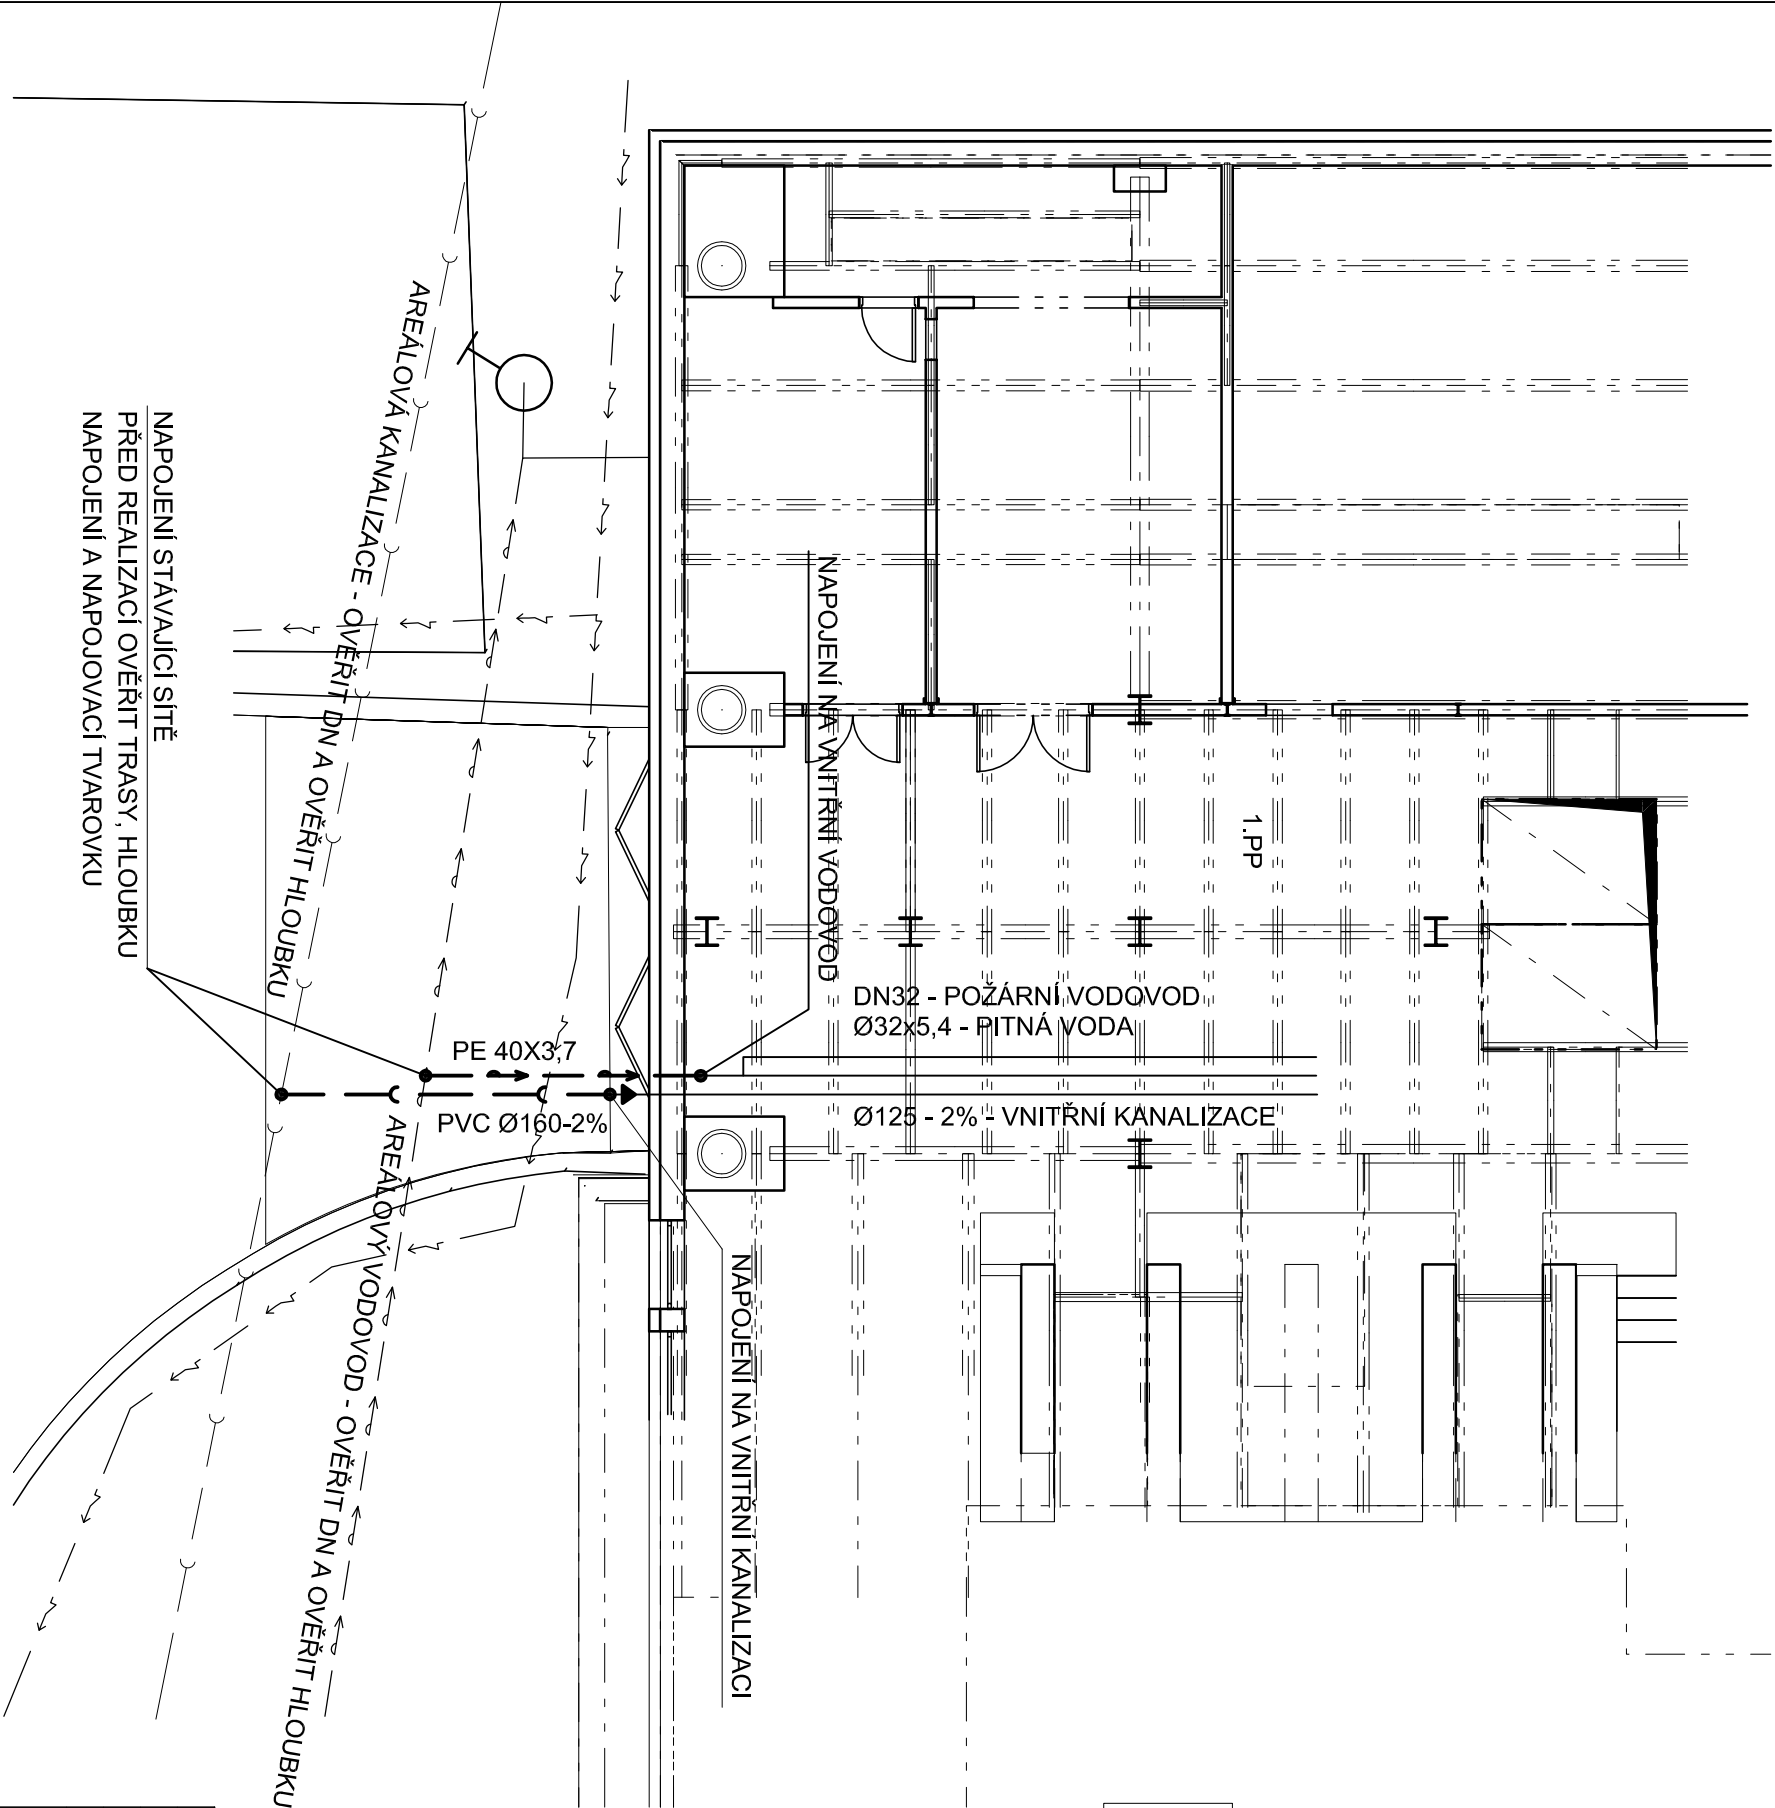 AREÁLOVÁ KANALIZACE - OVĚŘIT DN A OVĚŘIT HLOUBKU
NAPOJENÍ STÁVAJÍCÍ SÍTĚ
PŘED REALIZACÍ OVĚŘIT TRASY, HLOUBKU
NAPOJENÍ A NAPOJOVACÍ TVAROVKU
NAPOJENÍ NA VNITŘNÍ VODOVOD
1.PP
DN32 - POŽÁRNÍ VODOVOD
Ø32x5,4 - PITNÁ VODA
PE 40X3,7
PVC Ø160-2%
Ø125 - 2% - VNITŘNÍ KANALIZACE
AREÁLOVÝ VODOVOD - OVĚŘIT DN A OVĚŘIT HLOUBKU
NAPOJENÍ NA VNITŘNÍ KANALIZACI